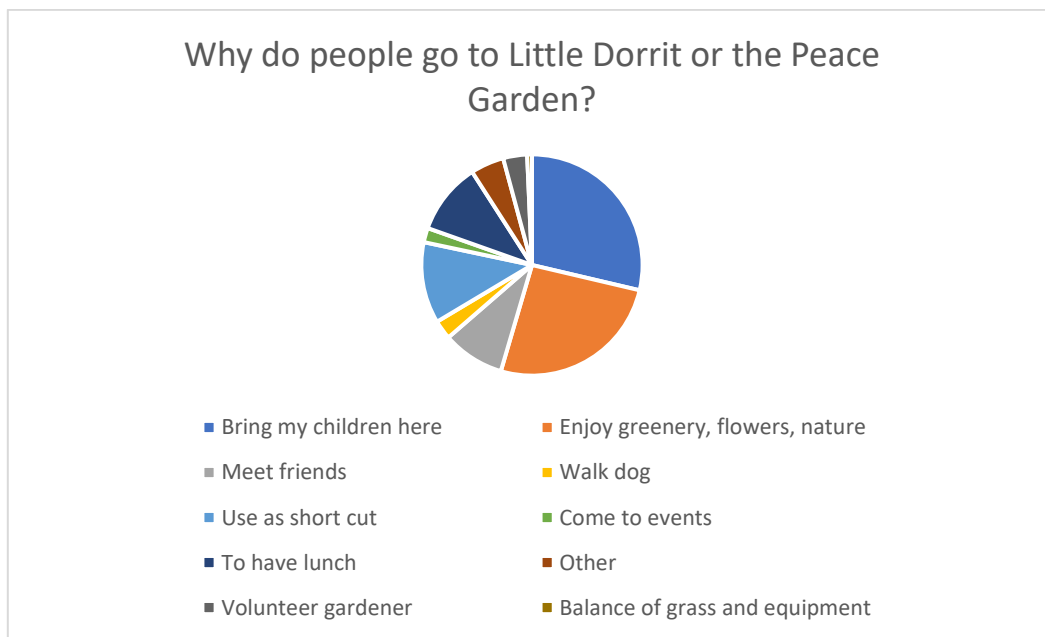 Why do people go to Little Dorrit or the Peace
Garden?
Bring my children here
Enjoy greenery, flowers, nature
Meet friends
Walk dog
Use as short cut
Come to events
To have lunch
Other
Volunteer gardener
Balance of grass and equipment